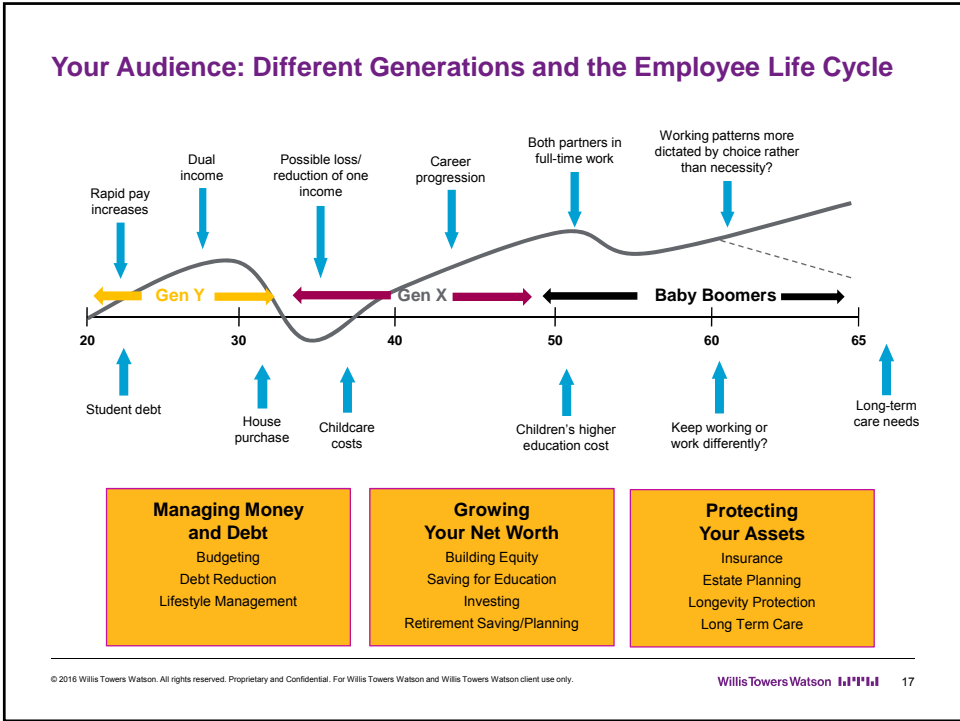 Your Audience: Different Generations and the Employee Life Cycle
Rapid pay
increases
Dual
income
Possible loss/
reduction of one
income
Career
progression
Both partners in
full-time work
Working patterns more
dictated by choice rather
than necessity?
Gen Y
Gen X
Baby Boomers
20
30
40
50
60
65
Student debt
House
purchase
Childcare
costs
Children's higher
education cost
Keep working or
work differently?
Long-term
care needs
Managing Money
and Debt
Budgeting
Debt Reduction
Lifestyle Management
Growing
Your Net Worth
Building Equity
Saving for Education
Investing
Retirement Saving/Planning
Protecting
Your Assets
Insurance
Estate Planning
Longevity Protection
Long Term Care
© 2016 Willis Towers Watson. All rights reserved. Proprietary and Confidential. For Willis Towers Watson and Willis Towers Watson client use only.
WillisTowersWatson
17